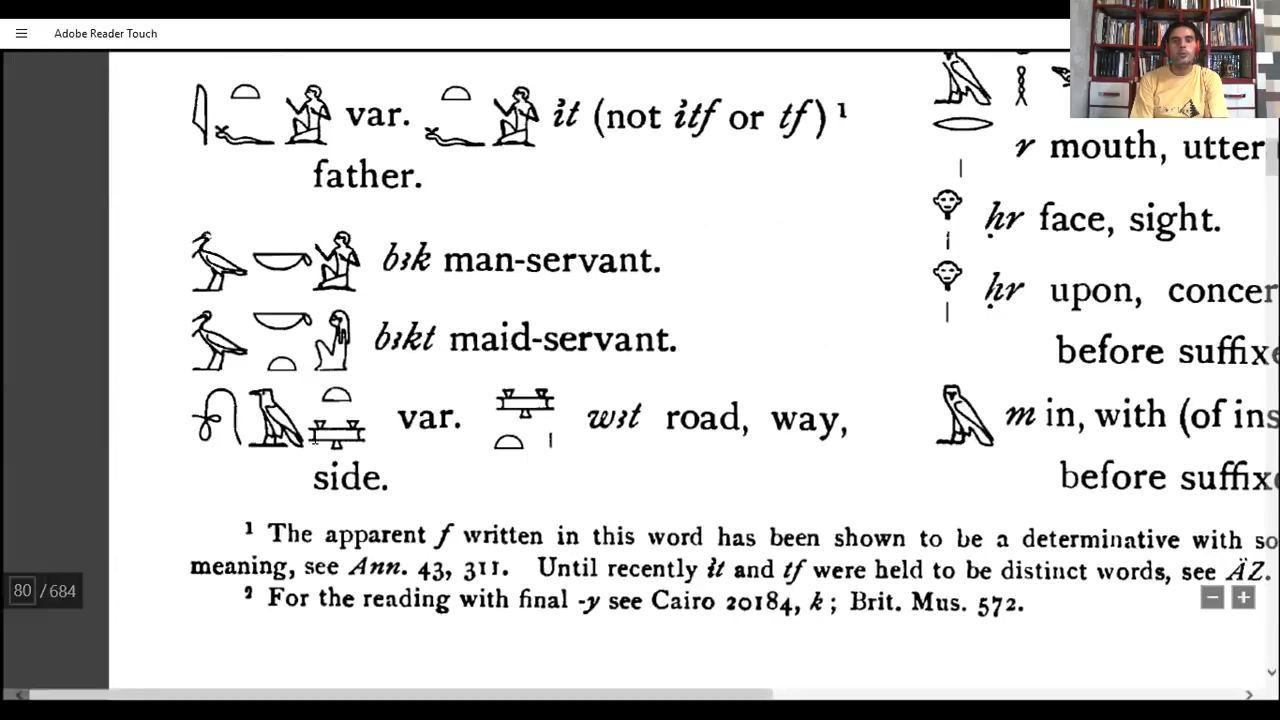 Adobe Reader Touch
var. var. ỉt (not ỉtf or tf) ¹
father.
bꜣk man-servant.
bꜣkt maid-servant.
var. wꜣt road, way,
side.
r mouth, utter
ḥr face, sight.
ḥr upon, concer
before suffixe
m in, with (of ins
before suffixe
¹ The apparent f written in this word has been shown to be a determinative with so
meaning, see Ann. 43, 311. Until recently ỉt and tf were held to be distinct words, see ÄZ.
² For the reading with final -y see Cairo 20184, k ; Brit. Mus. 572.
80 / 684